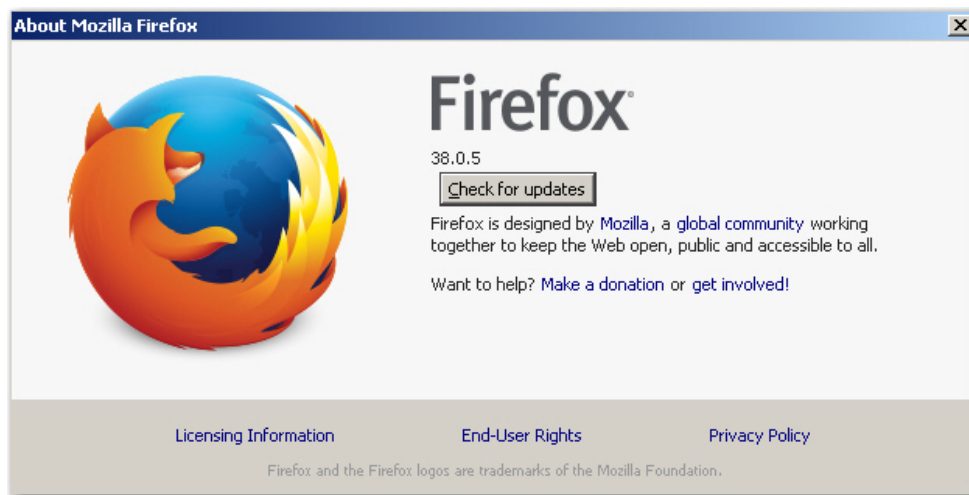 About Mozilla Firefox
Firefox®
38.0.5
Check for updates
Firefox is designed by Mozilla, a global community working
together to keep the Web open, public and accessible to all.
Want to help? Make a donation or get involved!
Licensing Information End-User Rights Privacy Policy
Firefox and the Firefox logos are trademarks of the Mozilla Foundation.